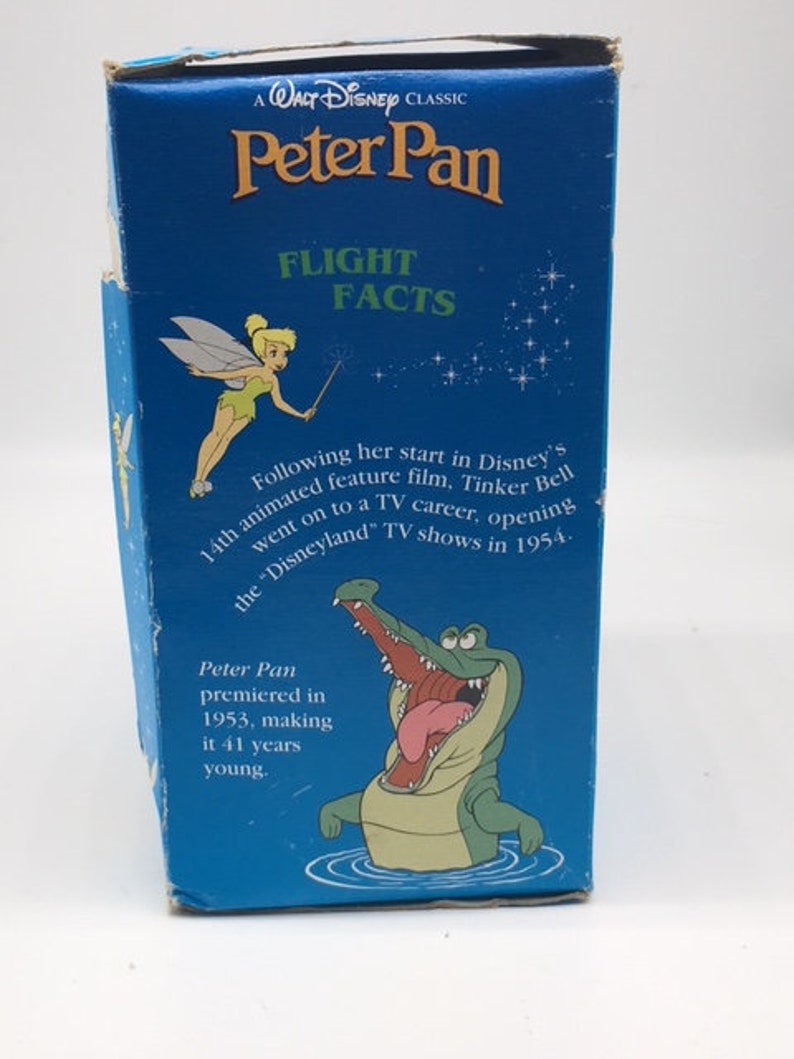 A WALT DISNEY CLASSIC
Peter Pan
FLIGHT
FACTS
Following her start in Disney's
14th animated feature film, Tinker Bell
went on to a TV career, opening
the "Disneyland" TV shows in 1954.
Peter Pan
premiered in
1953, making
it 41 years
young.